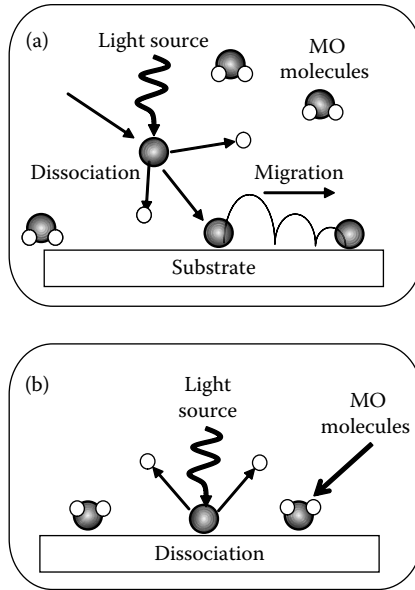 (a)
Light source
MO
molecules
Dissociation
Migration
Substrate
(b)
Light
source
MO
molecules
Dissociation